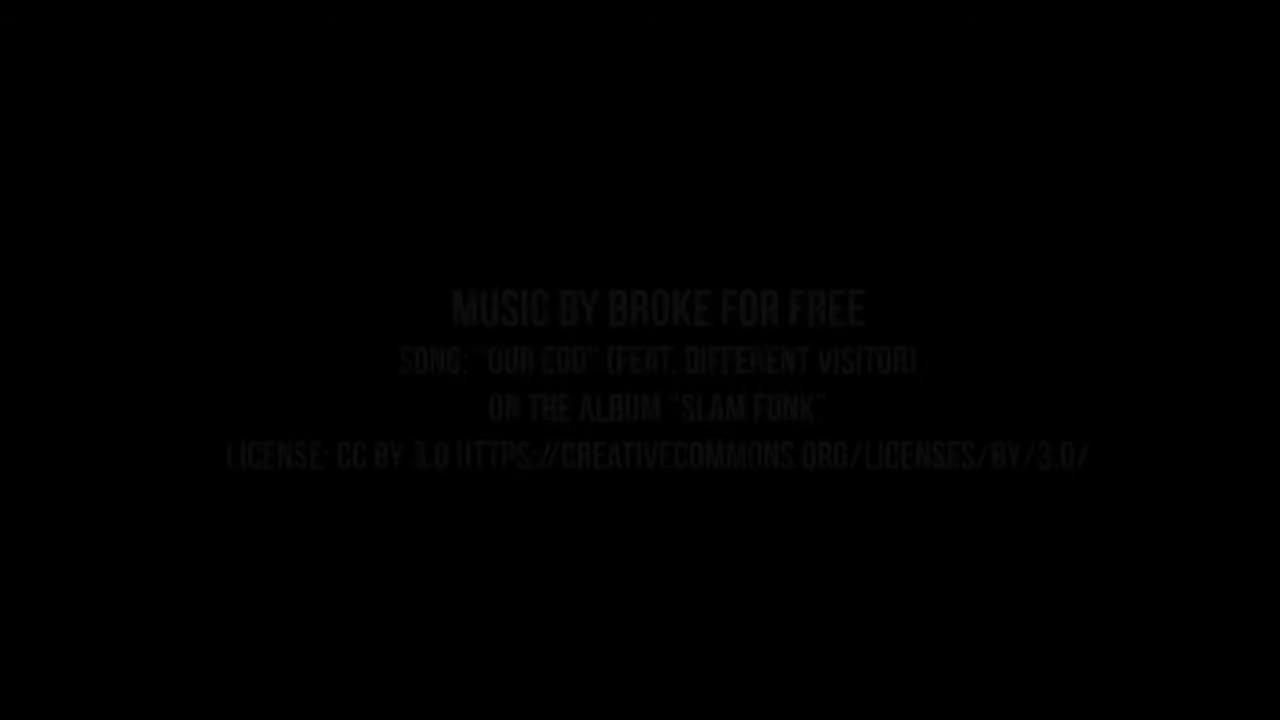 MUSIC BY BROKE FOR FREE
SONG: "OUR EGO" (FEAT. DIFFERENT VISITOR)
ON THE ALBUM "SLAM FUNK"
LICENSE: CC BY 3.0 HTTPS://CREATIVECOMMONS.ORG/LICENSES/BY/3.0/